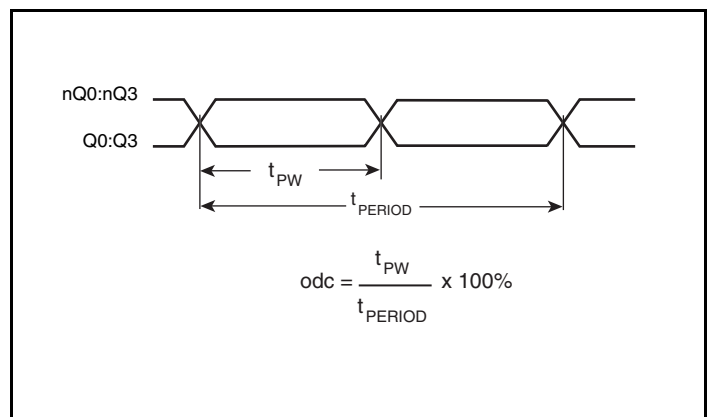 nQ0:nQ3
Q0:Q3
tPW
tPERIOD
odc = tPW / tPERIOD x 100%